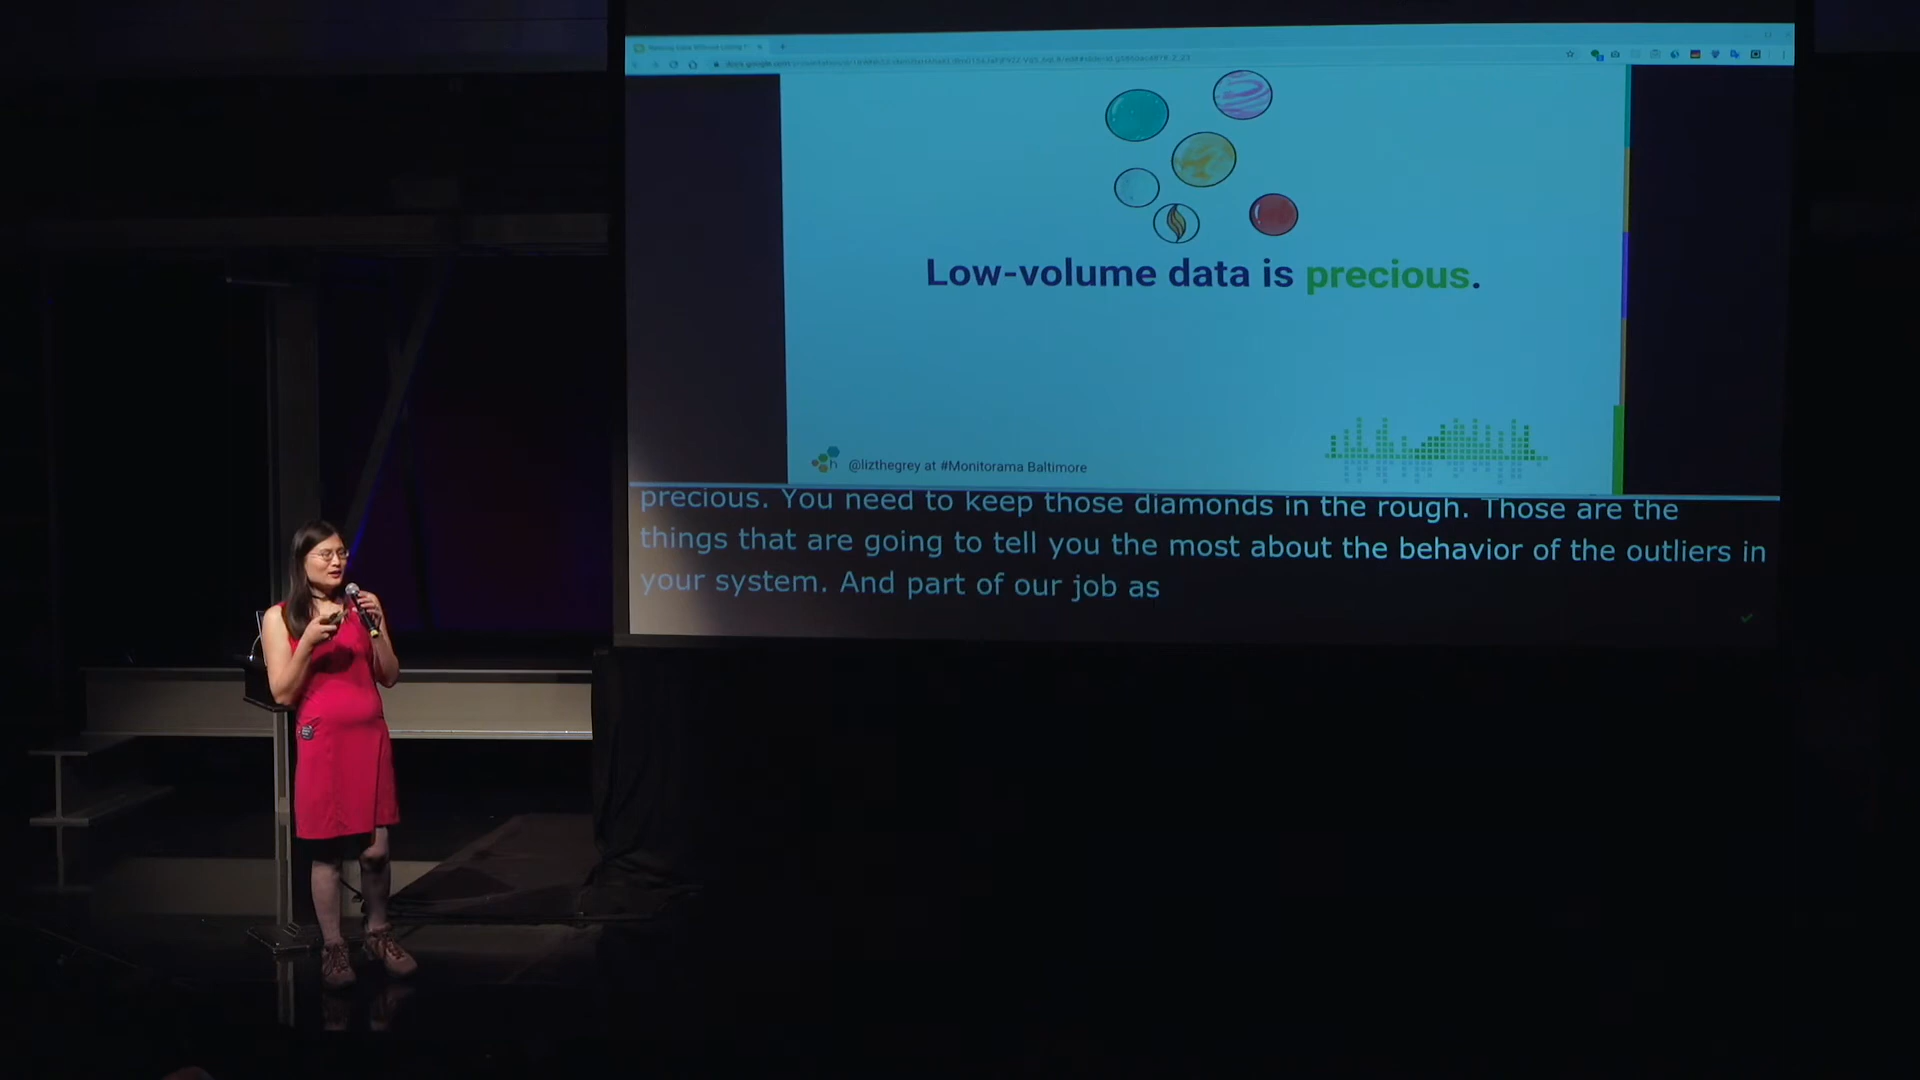 Low-volume data is precious.
h @lizthegrey at #Monitorama Baltimore
precious. You need to keep those diamonds in the rough. Those are the
things that are going to tell you the most about the behavior of the outliers in
your system. And part of our job as